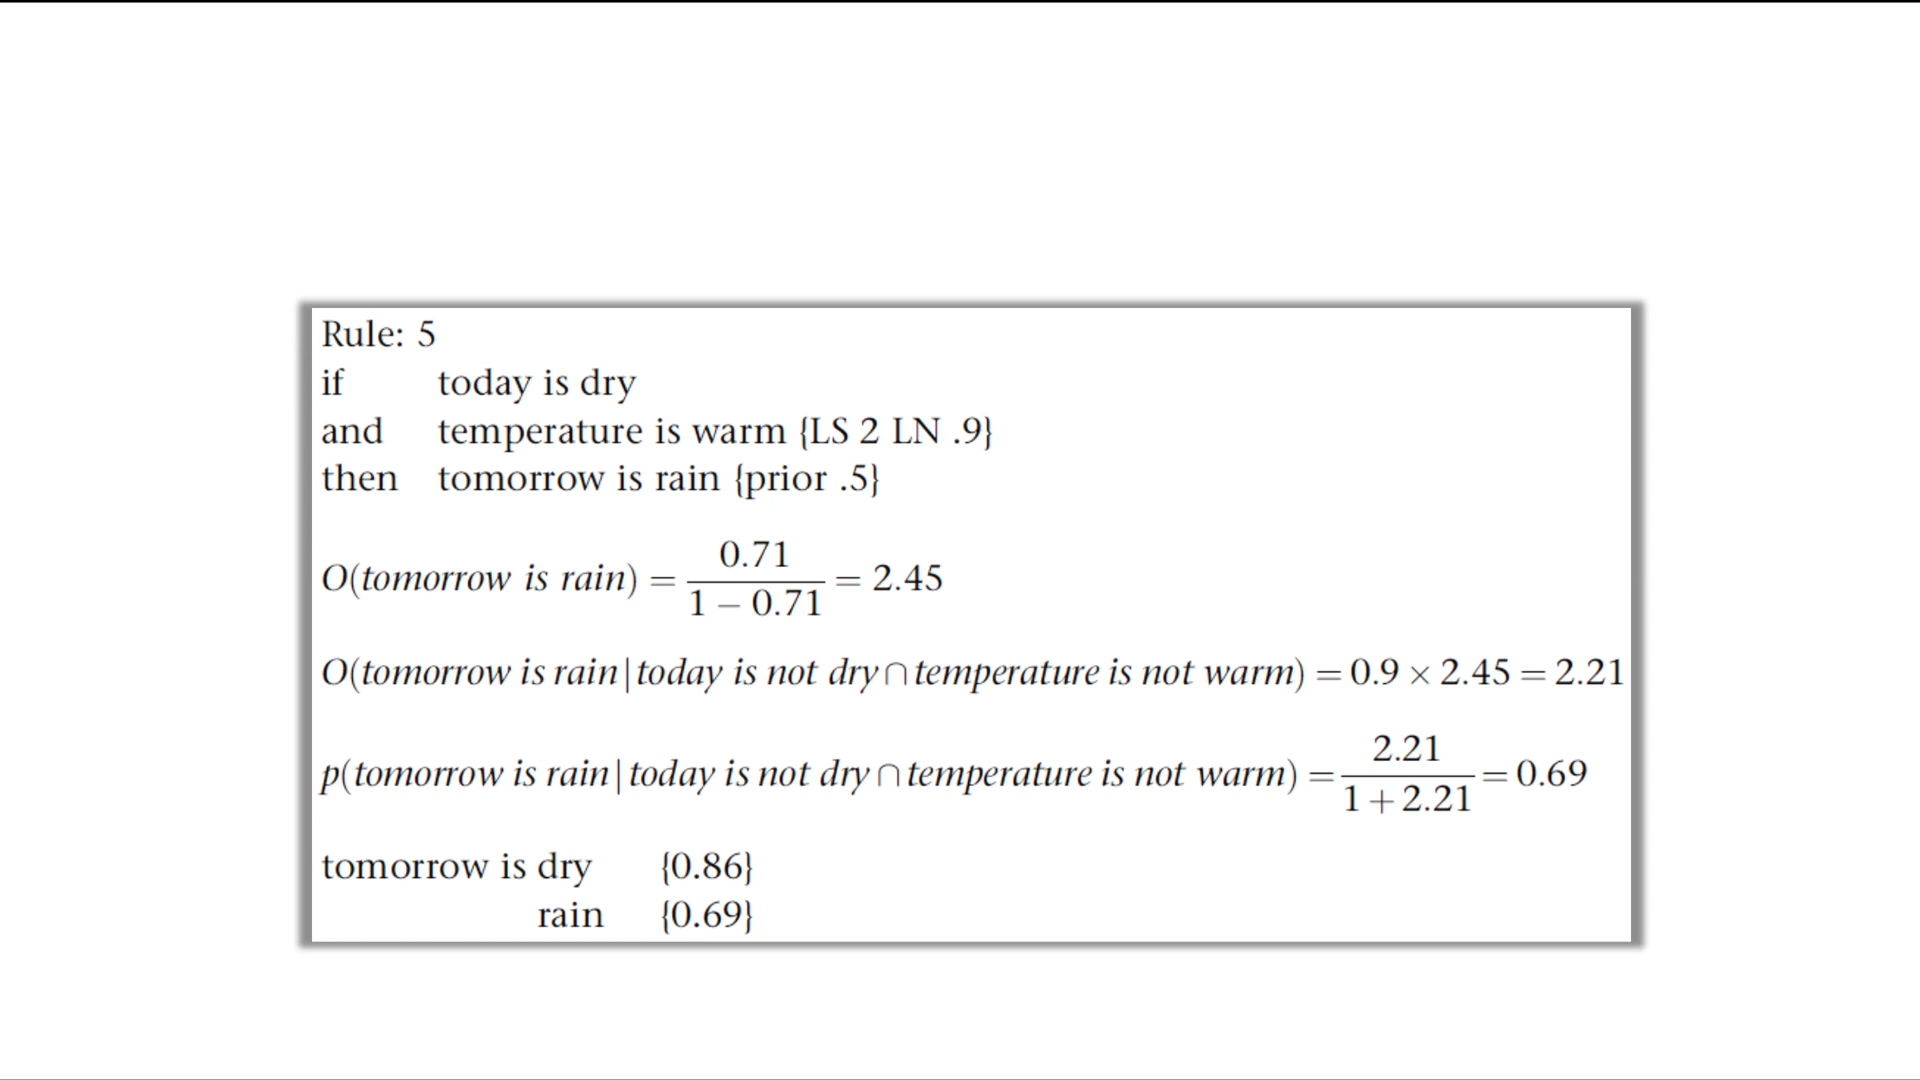 Rule: 5
if today is dry
and temperature is warm {LS 2 LN .9}
then tomorrow is rain {prior .5}
O(tomorrow is rain) = 0.71 / 1 − 0.71 = 2.45
O(tomorrow is rain | today is not dry ∩ temperature is not warm) = 0.9 × 2.45 = 2.21
p(tomorrow is rain | today is not dry ∩ temperature is not warm) = 2.21 / 1 + 2.21 = 0.69
tomorrow is dry {0.86}
rain {0.69}